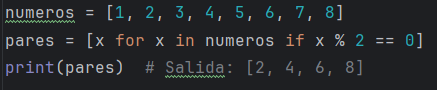 numeros = [1, 2, 3, 4, 5, 6, 7, 8]
pares = [x for x in numeros if x % 2 == 0]
print(pares)  # Salida: [2, 4, 6, 8]